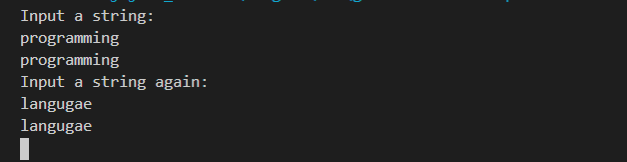 Input a string:
programming
programming
Input a string again:
langugae
langugae